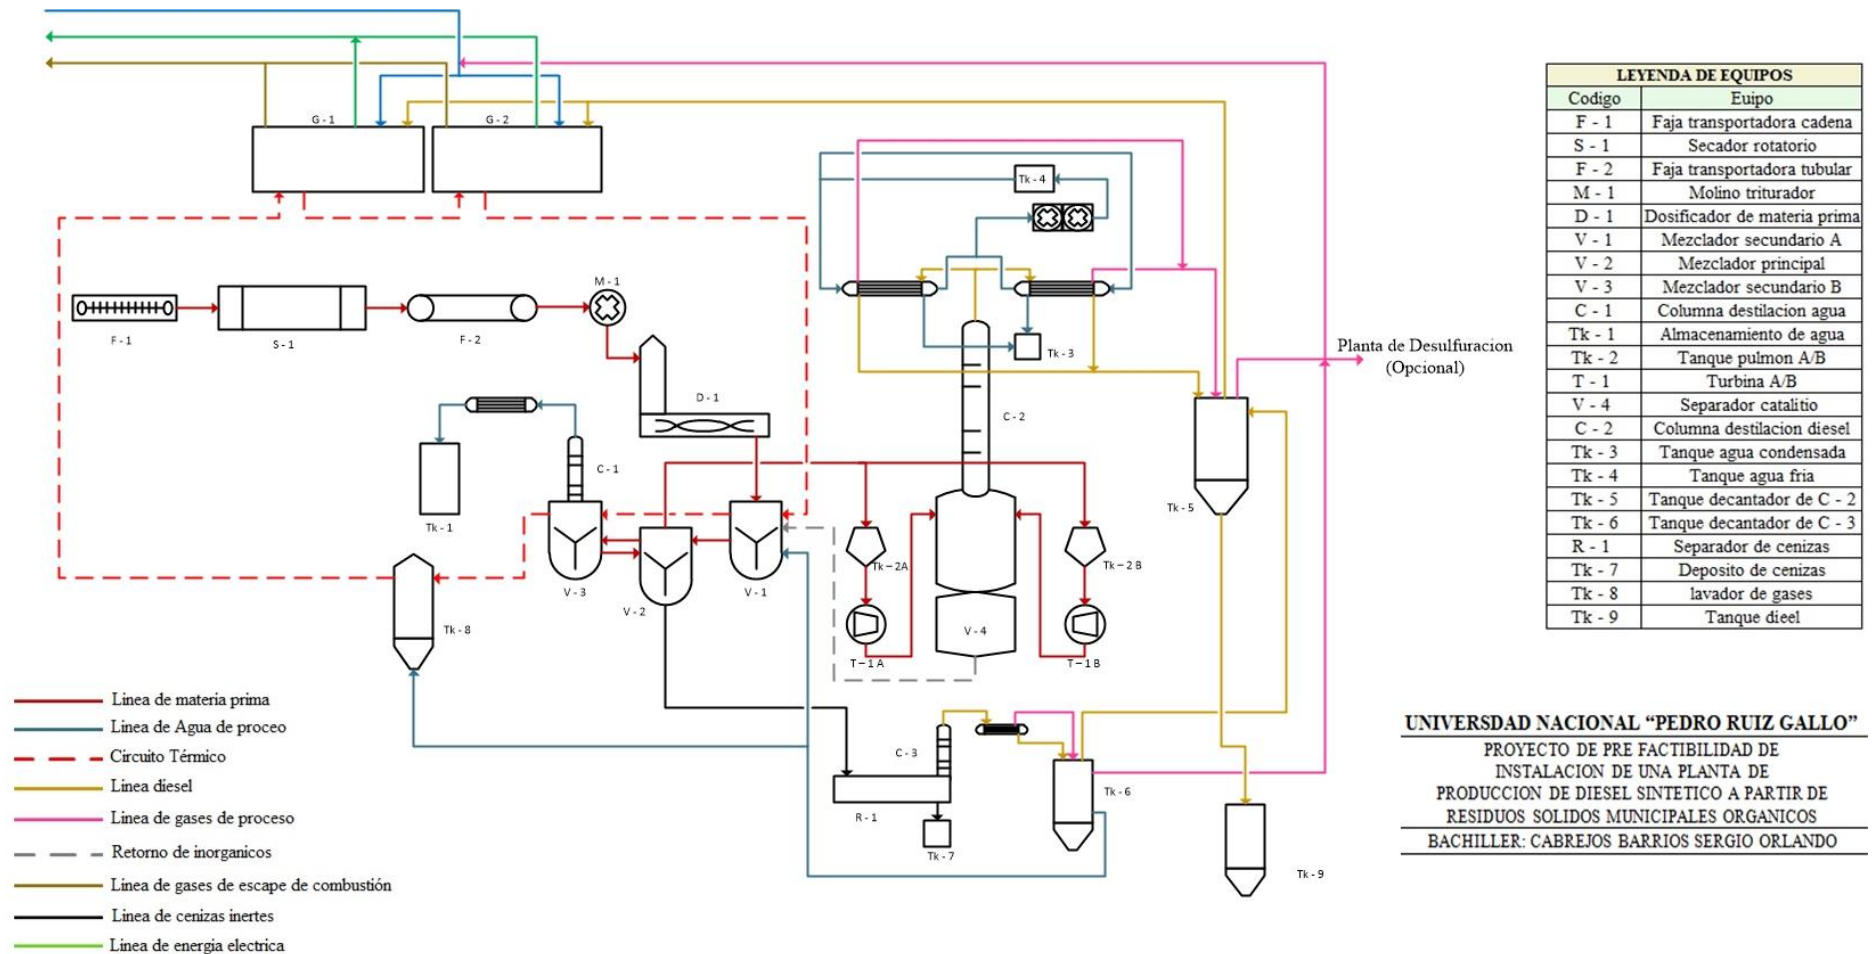 G - 1
G - 2
Tk - 4
M - 1
F - 1
S - 1
F - 2
Tk - 3
D - 1
C - 2
C - 1
Tk - 1
Tk - 5
Tk – 2A
Tk – 2 B
V - 3
V - 2
V - 1
V - 4
Tk - 8
T – 1 A
T – 1 B
C - 3
R - 1
Tk - 7
Tk - 6
Tk - 9
Planta de Desulfuracion
(Opcional)
LEYENDA DE EQUIPOS
Codigo Euipo
F - 1 Faja transportadora cadena
S - 1 Secador rotatorio
F - 2 Faja transportadora tubular
M - 1 Molino triturador
D - 1 Dosificador de materia prima
V - 1 Mezclador secundario A
V - 2 Mezclador principal
V - 3 Mezclador secundario B
C - 1 Columna destilacion agua
Tk - 1 Almacenamiento de agua
Tk - 2 Tanque pulmon A/B
T - 1 Turbina A/B
V - 4 Separador catalitio
C - 2 Columna destilacion diesel
Tk - 3 Tanque agua condensada
Tk - 4 Tanque agua fria
Tk - 5 Tanque decantador de C - 2
Tk - 6 Tanque decantador de C - 3
R - 1 Separador de cenizas
Tk - 7 Deposito de cenizas
Tk - 8 lavador de gases
Tk - 9 Tanque dieel
Linea de materia prima
Linea de Agua de proceo
Circuito Térmico
Linea diesel
Linea de gases de proceso
Retorno de inorganicos
Linea de gases de escape de combustión
Linea de cenizas inertes
Linea de energia electrica
UNIVERSDAD NACIONAL “PEDRO RUIZ GALLO”
PROYECTO DE PRE FACTIBILIDAD DE
INSTALACION DE UNA PLANTA DE
PRODUCCION DE DIESEL SINTETICO A PARTIR DE
RESIDUOS SOLIDOS MUNICIPALES ORGANICOS
BACHILLER: CABREJOS BARRIOS SERGIO ORLANDO